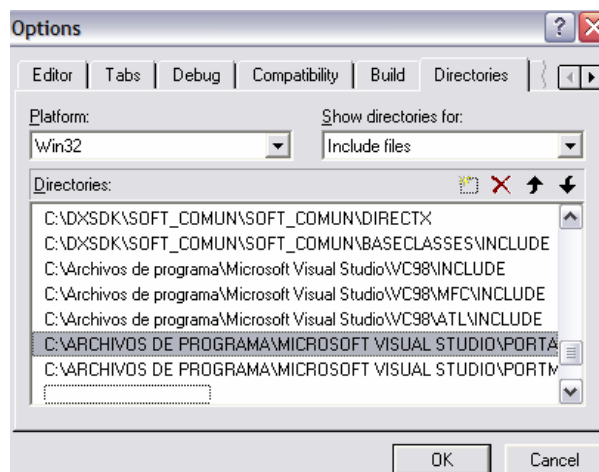 Options
Editor Tabs Debug Compatibility Build Directories
Platform: Show directories for:
Win32 Include files
Directories:
C:\DXSDK\SOFT_COMUN\SOFT_COMUN\DIRECTX
C:\DXSDK\SOFT_COMUN\SOFT_COMUN\BASECLASSES\INCLUDE
C:\Archivos de programa\Microsoft Visual Studio\VC98\INCLUDE
C:\Archivos de programa\Microsoft Visual Studio\VC98\MFC\INCLUDE
C:\Archivos de programa\Microsoft Visual Studio\VC98\ATL\INCLUDE
C:\ARCHIVOS DE PROGRAMA\MICROSOFT VISUAL STUDIO\PORTA
C:\ARCHIVOS DE PROGRAMA\MICROSOFT VISUAL STUDIO\PORTM
OK Cancel